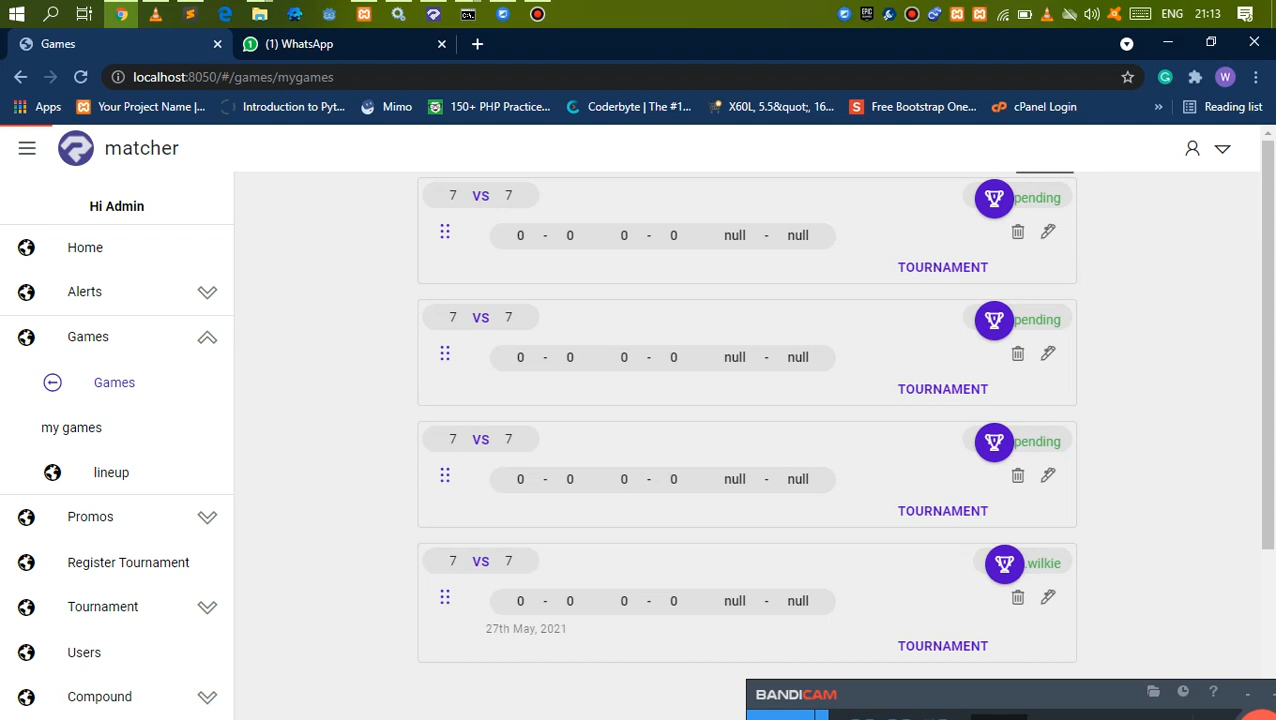 ENG 21:13
Games (1) WhatsApp
localhost:8050/#/games/mygames W
Apps Your Project Name |... Introduction to Pyt... Mimo 150+ PHP Practice... Coderbyte | The #1... X60L, 5.5&quot;, 16... Free Bootstrap One... cPanel Login » Reading list
matcher
Hi Admin
Home
Alerts
Games
Games
my games
lineup
Promos
Register Tournament
Tournament
Users
Compound
7 VS 7 pending
0 - 0 0 - 0 null - null
TOURNAMENT
7 VS 7 pending
0 - 0 0 - 0 null - null
TOURNAMENT
7 VS 7 pending
0 - 0 0 - 0 null - null
TOURNAMENT
7 VS 7 .wilkie
0 - 0 0 - 0 null - null
27th May, 2021
TOURNAMENT
BANDICAM